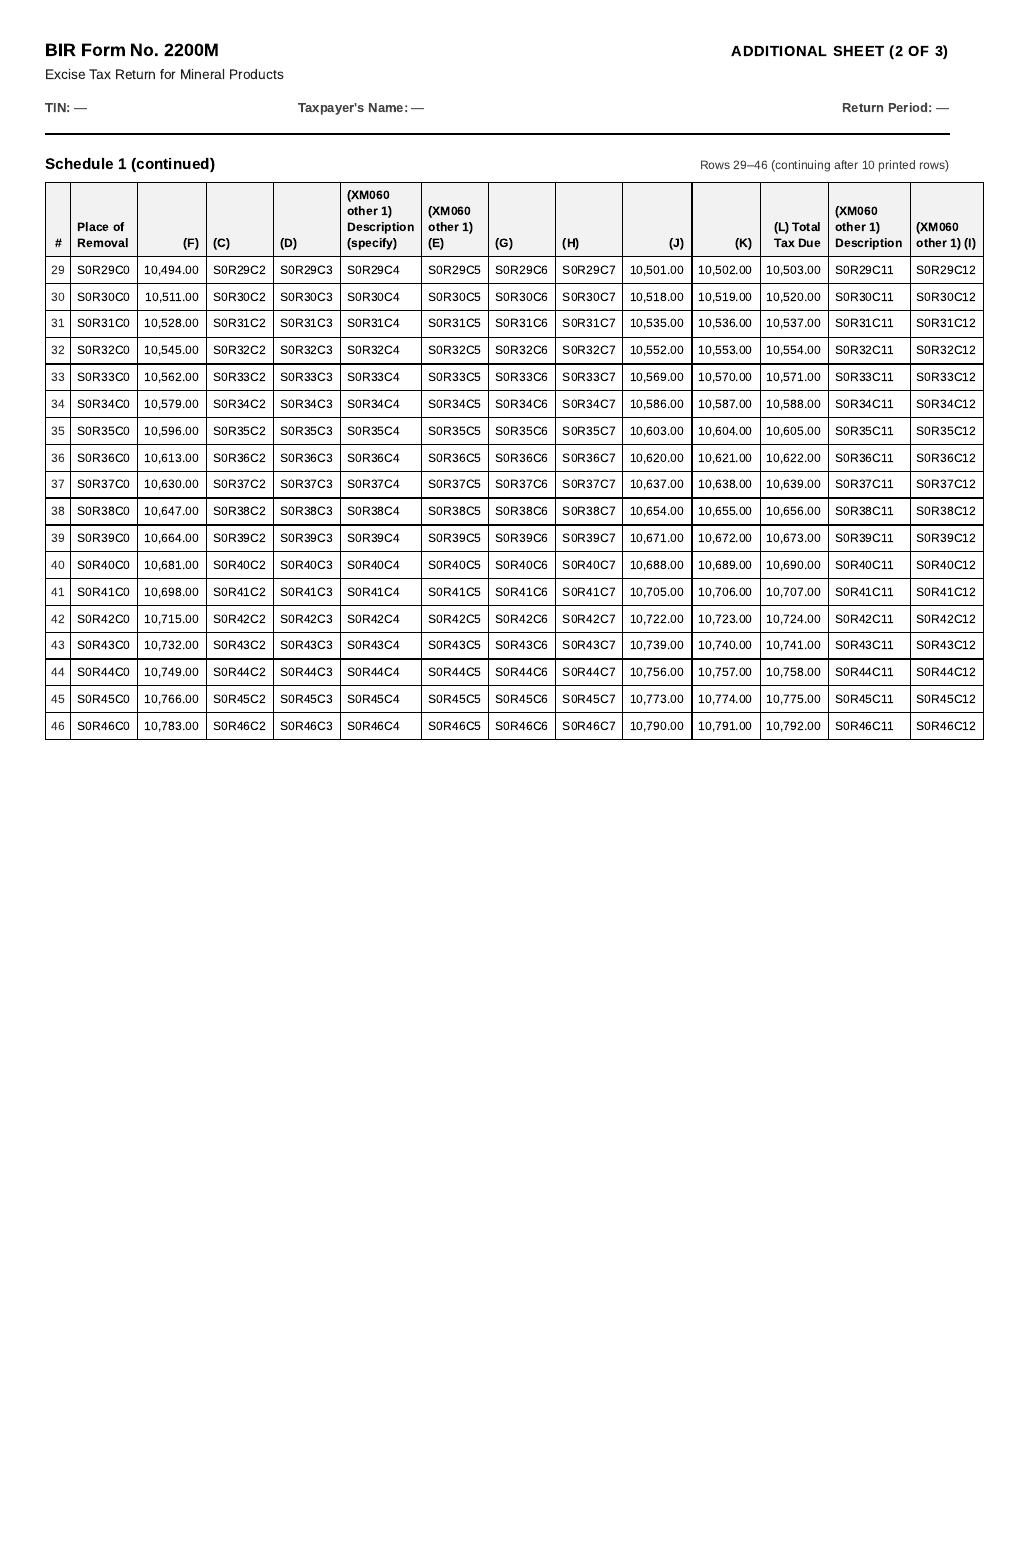 BIR Form No. 2200M
ADDITIONAL SHEET (2 OF 3)
Excise Tax Return for Mineral Products
TIN: — Taxpayer's Name: — Return Period: —
Schedule 1 (continued)
Rows 29–46 (continuing after 10 printed rows)
# Place of Removal (F) (C) (D) (XM060 other 1) Description (specify) (XM060 other 1) (E) (G) (H) (J) (K) (L) Total Tax Due (XM060 other 1) Description (XM060 other 1) (I)
29 S0R29C0 10,494.00 S0R29C2 S0R29C3 S0R29C4 S0R29C5 S0R29C6 S0R29C7 10,501.00 10,502.00 10,503.00 S0R29C11 S0R29C12
30 S0R30C0 10,511.00 S0R30C2 S0R30C3 S0R30C4 S0R30C5 S0R30C6 S0R30C7 10,518.00 10,519.00 10,520.00 S0R30C11 S0R30C12
31 S0R31C0 10,528.00 S0R31C2 S0R31C3 S0R31C4 S0R31C5 S0R31C6 S0R31C7 10,535.00 10,536.00 10,537.00 S0R31C11 S0R31C12
32 S0R32C0 10,545.00 S0R32C2 S0R32C3 S0R32C4 S0R32C5 S0R32C6 S0R32C7 10,552.00 10,553.00 10,554.00 S0R32C11 S0R32C12
33 S0R33C0 10,562.00 S0R33C2 S0R33C3 S0R33C4 S0R33C5 S0R33C6 S0R33C7 10,569.00 10,570.00 10,571.00 S0R33C11 S0R33C12
34 S0R34C0 10,579.00 S0R34C2 S0R34C3 S0R34C4 S0R34C5 S0R34C6 S0R34C7 10,586.00 10,587.00 10,588.00 S0R34C11 S0R34C12
35 S0R35C0 10,596.00 S0R35C2 S0R35C3 S0R35C4 S0R35C5 S0R35C6 S0R35C7 10,603.00 10,604.00 10,605.00 S0R35C11 S0R35C12
36 S0R36C0 10,613.00 S0R36C2 S0R36C3 S0R36C4 S0R36C5 S0R36C6 S0R36C7 10,620.00 10,621.00 10,622.00 S0R36C11 S0R36C12
37 S0R37C0 10,630.00 S0R37C2 S0R37C3 S0R37C4 S0R37C5 S0R37C6 S0R37C7 10,637.00 10,638.00 10,639.00 S0R37C11 S0R37C12
38 S0R38C0 10,647.00 S0R38C2 S0R38C3 S0R38C4 S0R38C5 S0R38C6 S0R38C7 10,654.00 10,655.00 10,656.00 S0R38C11 S0R38C12
39 S0R39C0 10,664.00 S0R39C2 S0R39C3 S0R39C4 S0R39C5 S0R39C6 S0R39C7 10,671.00 10,672.00 10,673.00 S0R39C11 S0R39C12
40 S0R40C0 10,681.00 S0R40C2 S0R40C3 S0R40C4 S0R40C5 S0R40C6 S0R40C7 10,688.00 10,689.00 10,690.00 S0R40C11 S0R40C12
41 S0R41C0 10,698.00 S0R41C2 S0R41C3 S0R41C4 S0R41C5 S0R41C6 S0R41C7 10,705.00 10,706.00 10,707.00 S0R41C11 S0R41C12
42 S0R42C0 10,715.00 S0R42C2 S0R42C3 S0R42C4 S0R42C5 S0R42C6 S0R42C7 10,722.00 10,723.00 10,724.00 S0R42C11 S0R42C12
43 S0R43C0 10,732.00 S0R43C2 S0R43C3 S0R43C4 S0R43C5 S0R43C6 S0R43C7 10,739.00 10,740.00 10,741.00 S0R43C11 S0R43C12
44 S0R44C0 10,749.00 S0R44C2 S0R44C3 S0R44C4 S0R44C5 S0R44C6 S0R44C7 10,756.00 10,757.00 10,758.00 S0R44C11 S0R44C12
45 S0R45C0 10,766.00 S0R45C2 S0R45C3 S0R45C4 S0R45C5 S0R45C6 S0R45C7 10,773.00 10,774.00 10,775.00 S0R45C11 S0R45C12
46 S0R46C0 10,783.00 S0R46C2 S0R46C3 S0R46C4 S0R46C5 S0R46C6 S0R46C7 10,790.00 10,791.00 10,792.00 S0R46C11 S0R46C12